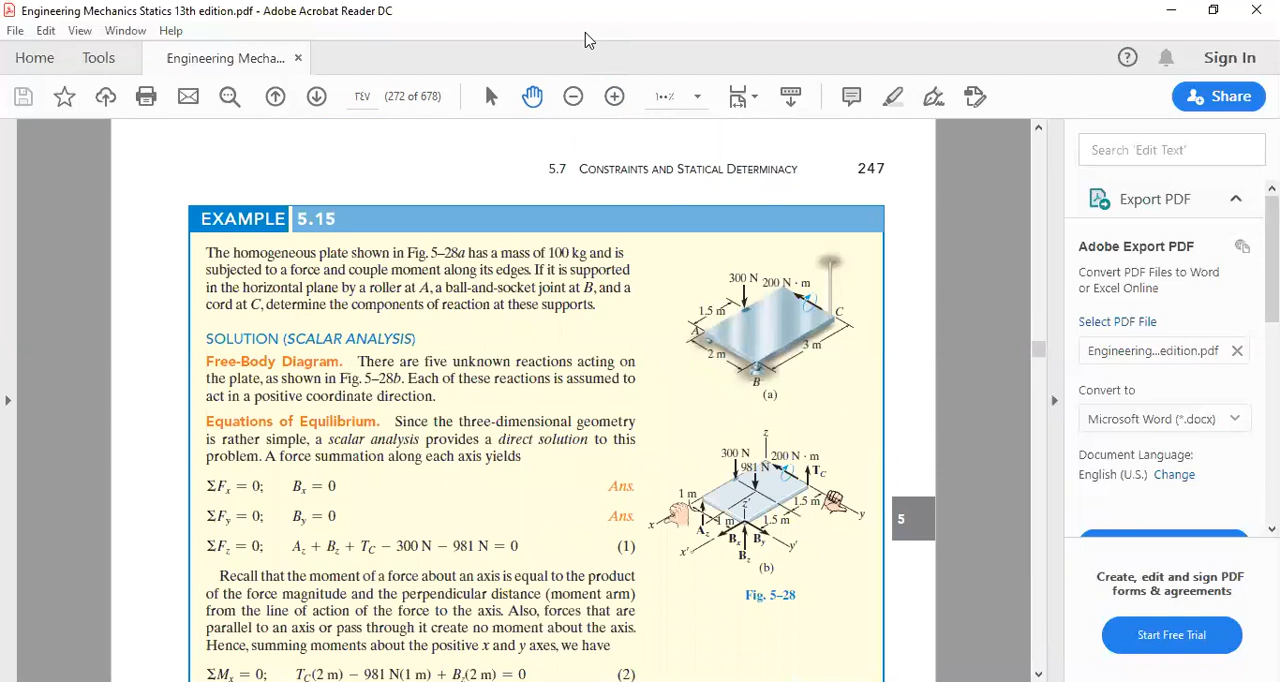 Engineering Mechanics Statics 13th edition.pdf - Adobe Acrobat Reader DC
File Edit View Window Help
Home Tools Engineering Mecha... ×
Sign In
٢٤٧ (272 of 678)
١٠٠%
Share
5.7 CONSTRAINTS AND STATICAL DETERMINACY 247
EXAMPLE 5.15
The homogeneous plate shown in Fig. 5–28a has a mass of 100 kg and is
subjected to a force and couple moment along its edges. If it is supported
in the horizontal plane by a roller at A, a ball-and-socket joint at B, and a
cord at C, determine the components of reaction at these supports.
SOLUTION (SCALAR ANALYSIS)
Free-Body Diagram. There are five unknown reactions acting on
the plate, as shown in Fig. 5–28b. Each of these reactions is assumed to
act in a positive coordinate direction.
Equations of Equilibrium. Since the three-dimensional geometry
is rather simple, a scalar analysis provides a direct solution to this
problem. A force summation along each axis yields
ΣFx = 0; Bx = 0 Ans.
ΣFy = 0; By = 0 Ans.
ΣFz = 0; Az + Bz + TC − 300 N − 981 N = 0 (1)
Recall that the moment of a force about an axis is equal to the product
of the force magnitude and the perpendicular distance (moment arm)
from the line of action of the force to the axis. Also, forces that are
parallel to an axis or pass through it create no moment about the axis.
Hence, summing moments about the positive x and y axes, we have
ΣMx = 0; TC(2 m) − 981 N(1 m) + Bz(2 m) = 0 (2)
300 N 200 N · m
1.5 m
C
A
3 m
2 m
B
(a)
z
300 N 200 N · m
981 N TC
1 m
1.5 m
z′
x y
Az 1 m 1.5 m
Bx By
x′ y′
Bz
(b)
Fig. 5–28
5
Search 'Edit Text'
Export PDF
Adobe Export PDF
Convert PDF Files to Word
or Excel Online
Select PDF File
Engineering...edition.pdf ×
Convert to
Microsoft Word (*.docx)
Document Language:
English (U.S.) Change
Create, edit and sign PDF
forms & agreements
Start Free Trial